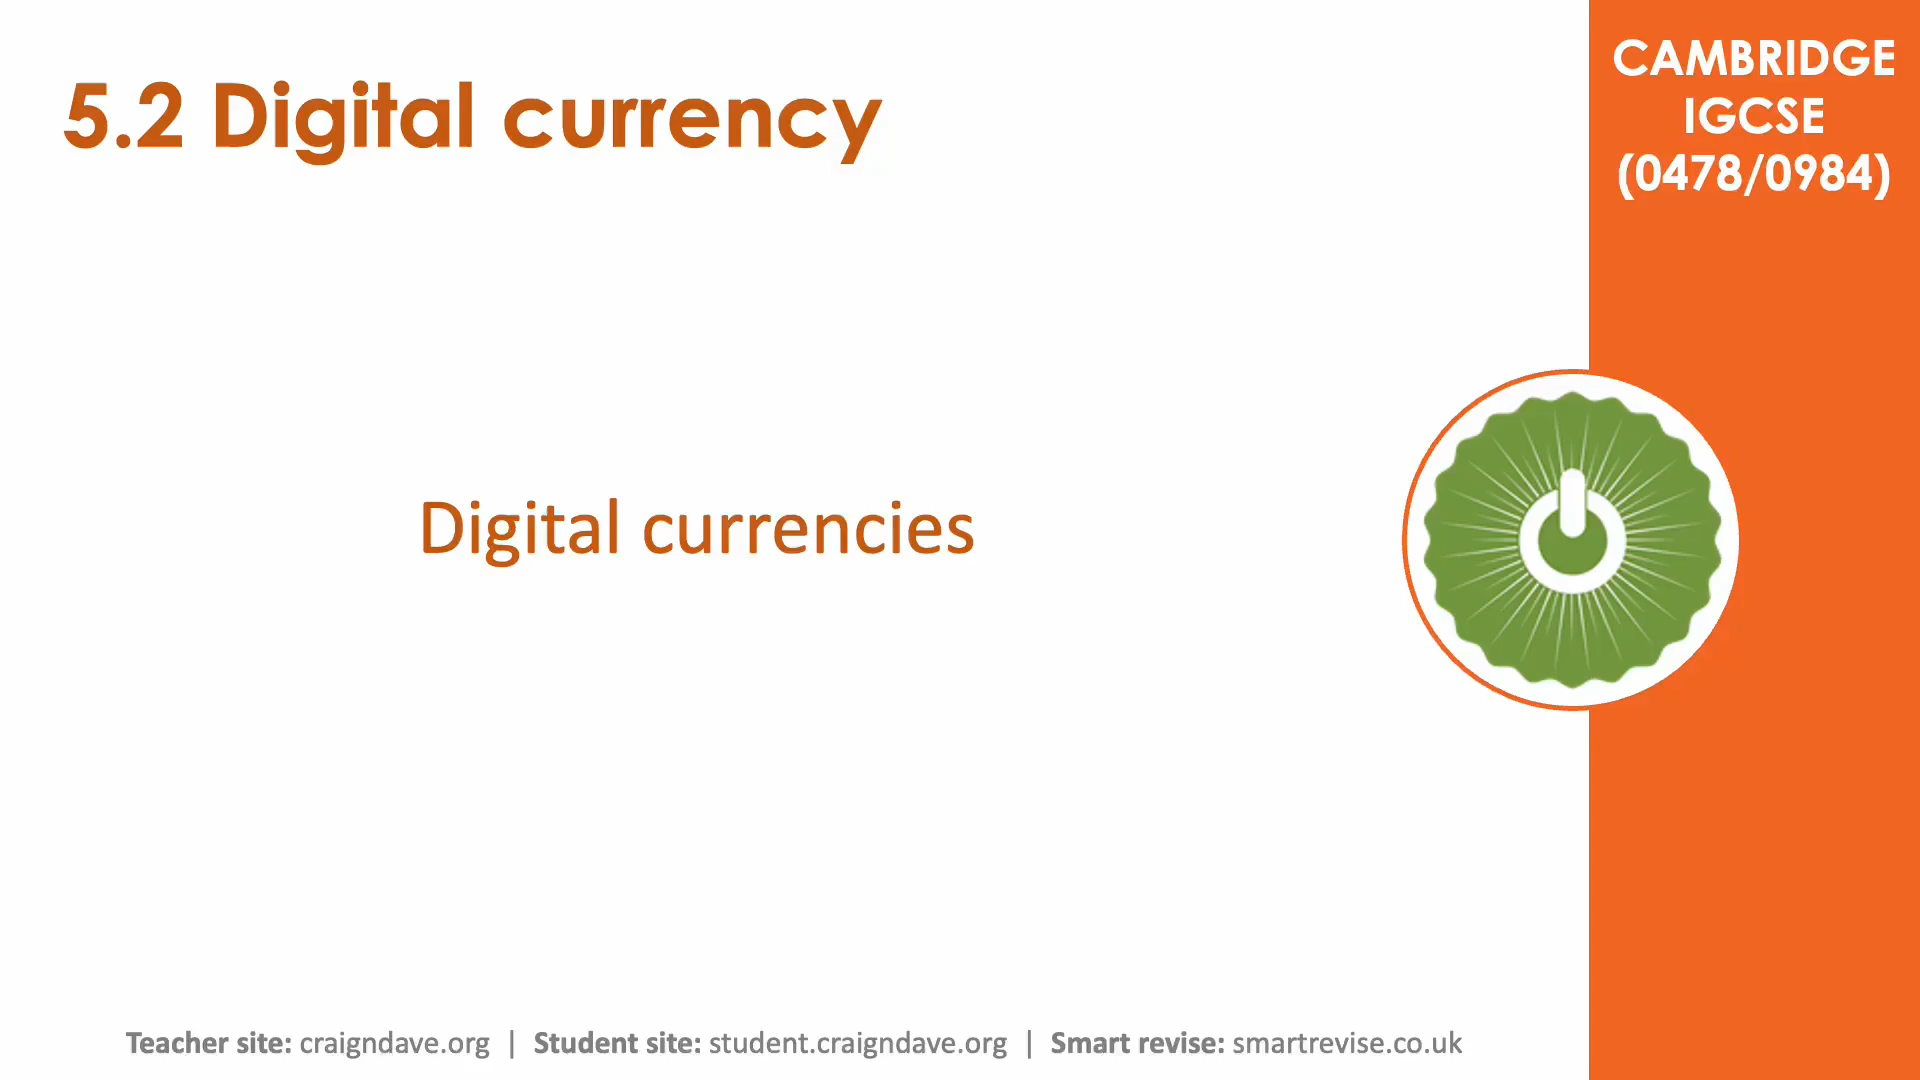 5.2 Digital currency
CAMBRIDGE
IGCSE
(0478/0984)
Digital currencies
Teacher site: craigndave.org | Student site: student.craigndave.org | Smart revise: smartrevise.co.uk